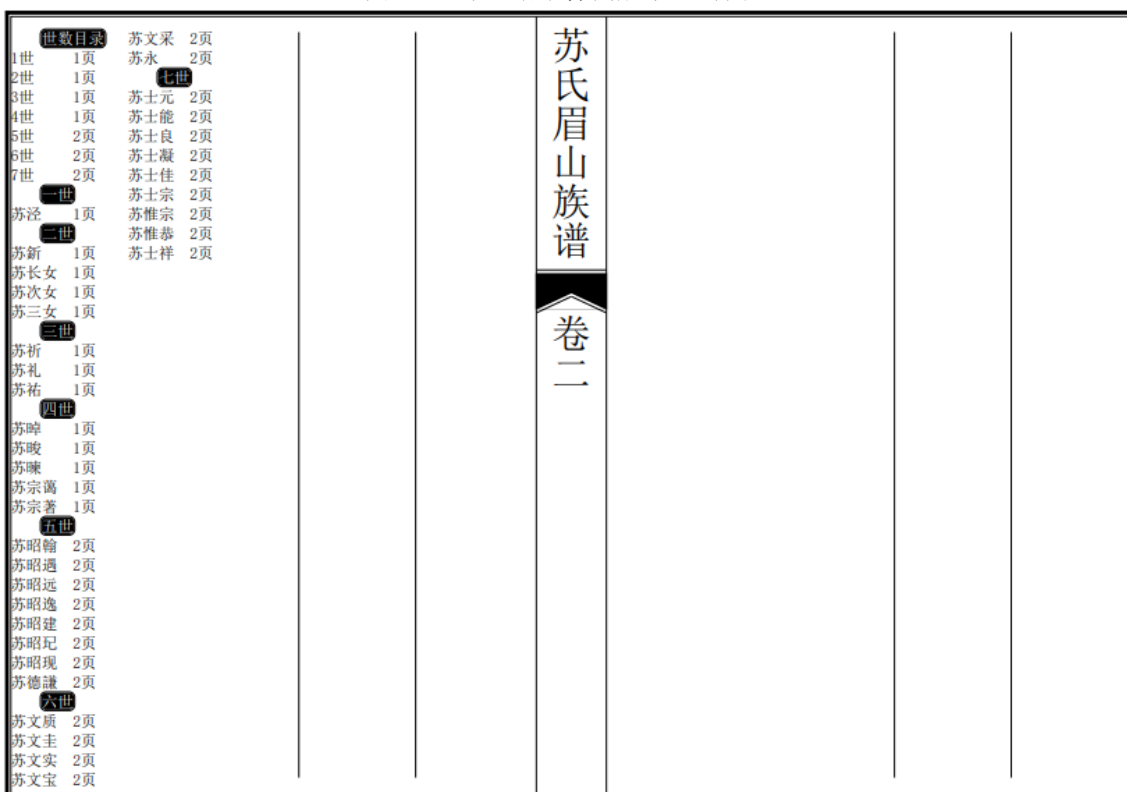 世数目录
1世 1页
2世 1页
3世 1页
4世 1页
5世 2页
6世 2页
7世 2页
一世
苏泾 1页
二世
苏新 1页
苏长女 1页
苏次女 1页
苏三女 1页
三世
苏祈 1页
苏礼 1页
苏祐 1页
四世
苏晫 1页
苏晙 1页
苏暕 1页
苏宗蔼 1页
苏宗著 1页
五世
苏昭翰 2页
苏昭遇 2页
苏昭远 2页
苏昭逸 2页
苏昭建 2页
苏昭玘 2页
苏昭现 2页
苏德謙 2页
六世
苏文质 2页
苏文圭 2页
苏文实 2页
苏文宝 2页
苏文采 2页
苏永 2页
七世
苏士元 2页
苏士能 2页
苏士良 2页
苏士凝 2页
苏士佳 2页
苏士宗 2页
苏惟宗 2页
苏惟恭 2页
苏士祥 2页
苏氏眉山族谱
卷二